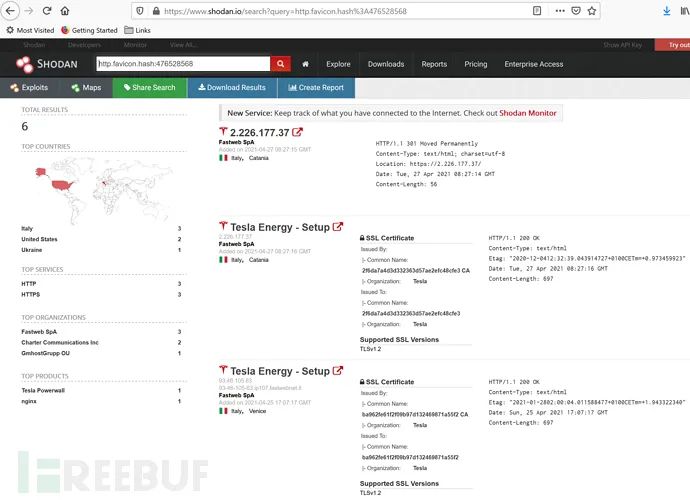 https://www.shodan.io/search?query=http.favicon.hash%3A476528568
Most Visited
Getting Started
Links
Shodan
Developers
Monitor
View All...
Show API Key
Try out
SHODAN
http.favicon.hash:476528568
Explore
Downloads
Reports
Pricing
Enterprise Access
Exploits
Maps
Share Search
Download Results
Create Report
TOTAL RESULTS
6
TOP COUNTRIES
Italy 3
United States 2
Ukraine 1
TOP SERVICES
HTTP 3
HTTPS 3
TOP ORGANIZATIONS
Fastweb SpA 3
Charter Communications Inc 2
GmhostGrupp OU 1
TOP PRODUCTS
Tesla Powerwall 1
nginx 1
New Service: Keep track of what you have connected to the Internet. Check out Shodan Monitor
2.226.177.37
Fastweb SpA
Added on 2021-04-27 08:27:15 GMT
Italy, Catania
HTTP/1.1 301 Moved Permanently
Content-Type: text/html; charset=utf-8
Location: https://2.226.177.37/
Date: Tue, 27 Apr 2021 08:27:14 GMT
Content-Length: 56
Tesla Energy - Setup
2.226.177.37
Fastweb SpA
Added on 2021-04-27 08:27:16 GMT
Italy, Catania
SSL Certificate
Issued By:
|- Common Name:
2f6da7a4d3d332363d57ae2efc48cfe3 CA
|- Organization: Tesla
Issued To:
|- Common Name:
2f6da7a4d3d332363d57ae2efc48cfe3
|- Organization: Tesla
Supported SSL Versions
TLSv1.2
HTTP/1.1 200 OK
Content-Type: text/html
Etag: "2020-12-0412:32:39.043914727+0100CETm=+0.973459923"
Date: Tue, 27 Apr 2021 08:27:16 GMT
Content-Length: 697
Tesla Energy - Setup
Fastweb SpA
Added on 2021-04-25 17:07:17 GMT
Italy, Venice
SSL Certificate
Issued By:
|- Common Name:
ba962fe61f2f09b97d132469871a55f2 CA
|- Organization: Tesla
Issued To:
|- Common Name:
ba962fe61f2f09b97d132469871a55f2
|- Organization: Tesla
Supported SSL Versions
TLSv1.2
HTTP/1.1 200 OK
Content-Type: text/html
Etag: "2021-01-2802:00:04.011588477+0100CETm=+1.943322340"
Date: Sun, 25 Apr 2021 17:07:17 GMT
Content-Length: 697
FREEBUF